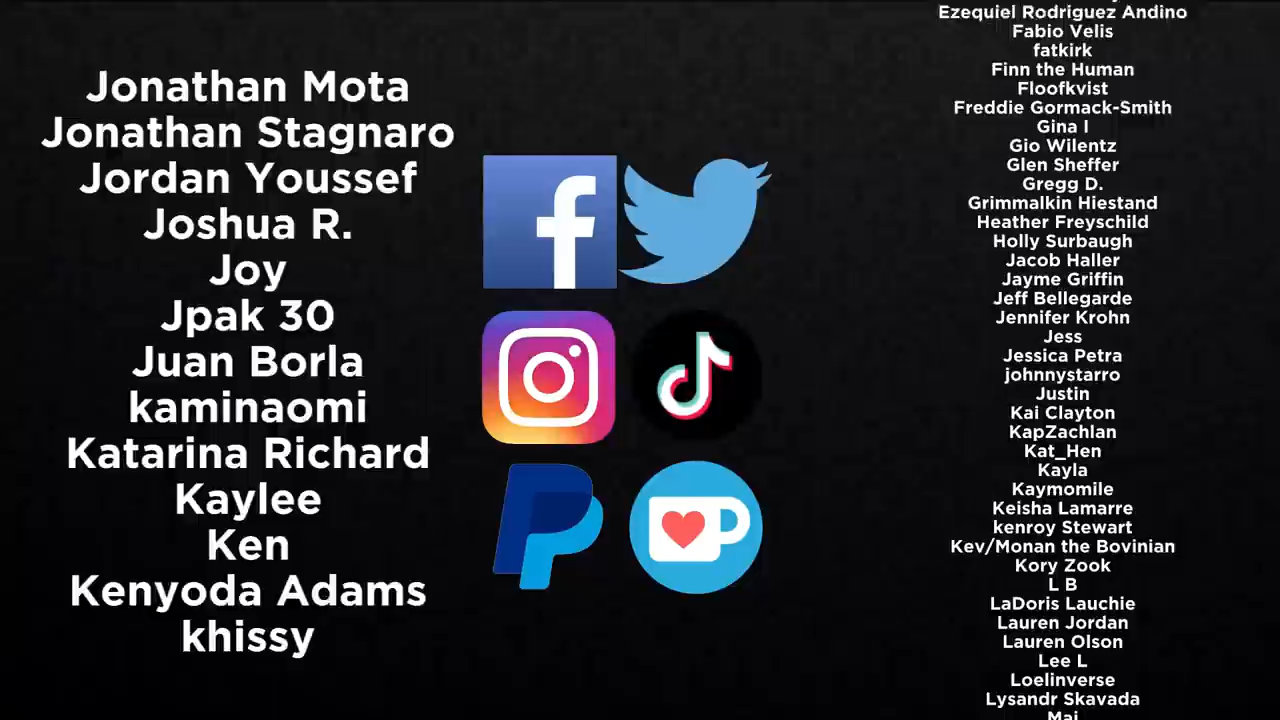 Jonathan Mota
Jonathan Stagnaro
Jordan Youssef
Joshua R.
Joy
Jpak 30
Juan Borla
kaminaomi
Katarina Richard
Kaylee
Ken
Kenyoda Adams
khissy
Ezequiel Rodriguez Andino
Fabio Velis
fatkirk
Finn the Human
Floofkvist
Freddie Gormack-Smith
Gina I
Gio Wilentz
Glen Sheffer
Gregg D.
Grimmalkin Hiestand
Heather Freyschild
Holly Surbaugh
Jacob Haller
Jayme Griffin
Jeff Bellegarde
Jennifer Krohn
Jess
Jessica Petra
johnnystarro
Justin
Kai Clayton
KapZachlan
Kat_Hen
Kayla
Kaymomile
Keisha Lamarre
kenroy Stewart
Kev/Monan the Bovinian
Kory Zook
L B
LaDoris Lauchie
Lauren Jordan
Lauren Olson
Lee L
Loelinverse
Lysandr Skavada